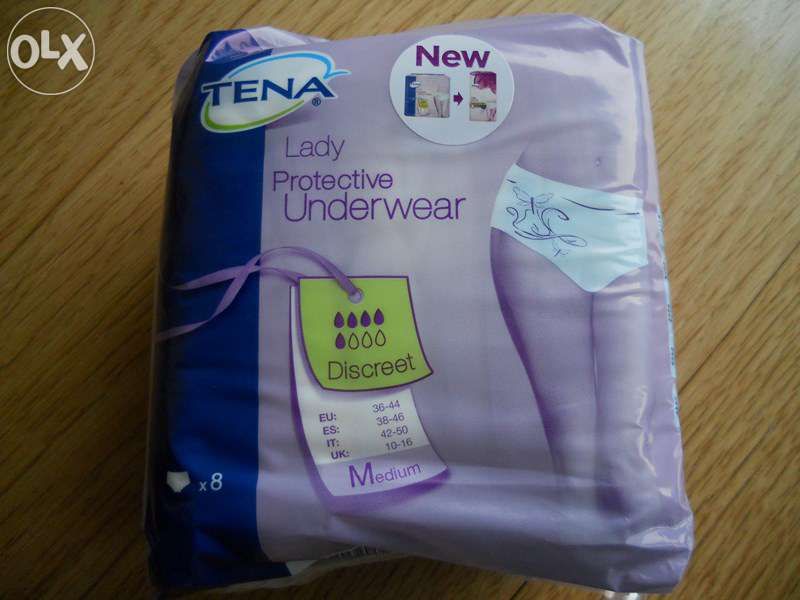 OLX
TENA®
New
Lady
Protective
Underwear
Discreet
EU: 36-44
ES: 38-46
IT: 42-50
UK: 10-16
Medium
x8